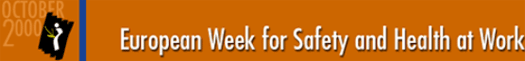 OCTOBER
2000
European Week for Safety and Health at Work